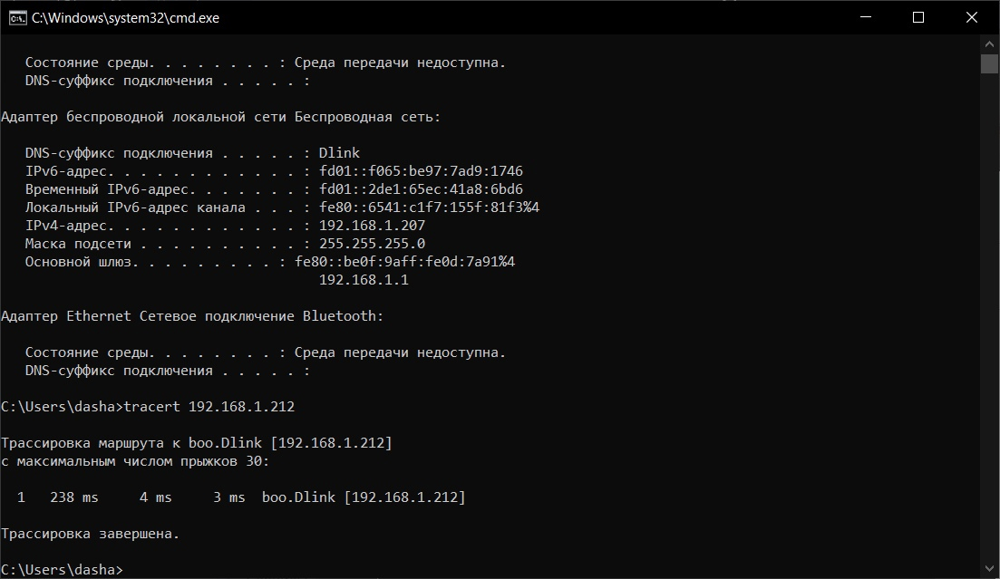 C:\Windows\system32\cmd.exe
Состояние среды. . . . . . . . : Среда передачи недоступна.
DNS-суффикс подключения . . . . . :
Адаптер беспроводной локальной сети Беспроводная сеть:
DNS-суффикс подключения . . . . . : Dlink
IPv6-адрес. . . . . . . . . . . . : fd01::f065:be97:7ad9:1746
Временный IPv6-адрес. . . . . . . : fd01::2de1:65ec:41a8:6bd6
Локальный IPv6-адрес канала . . . : fe80::6541:c1f7:155f:81f3%4
IPv4-адрес. . . . . . . . . . . . : 192.168.1.207
Маска подсети . . . . . . . . . . : 255.255.255.0
Основной шлюз. . . . . . . . . : fe80::be0f:9aff:fe0d:7a91%4
192.168.1.1
Адаптер Ethernet Сетевое подключение Bluetooth:
Состояние среды. . . . . . . . : Среда передачи недоступна.
DNS-суффикс подключения . . . . . :
C:\Users\dasha>tracert 192.168.1.212
Трассировка маршрута к boo.Dlink [192.168.1.212]
с максимальным числом прыжков 30:
1 238 ms 4 ms 3 ms boo.Dlink [192.168.1.212]
Трассировка завершена.
C:\Users\dasha>